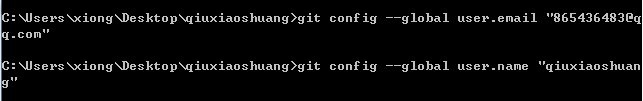 C:\Users\xiong\Desktop\qiuxiaoshuang>git config --global user.email "865436483@q
q.com"
C:\Users\xiong\Desktop\qiuxiaoshuang>git config --global user.name "qiuxiaoshuan
g"